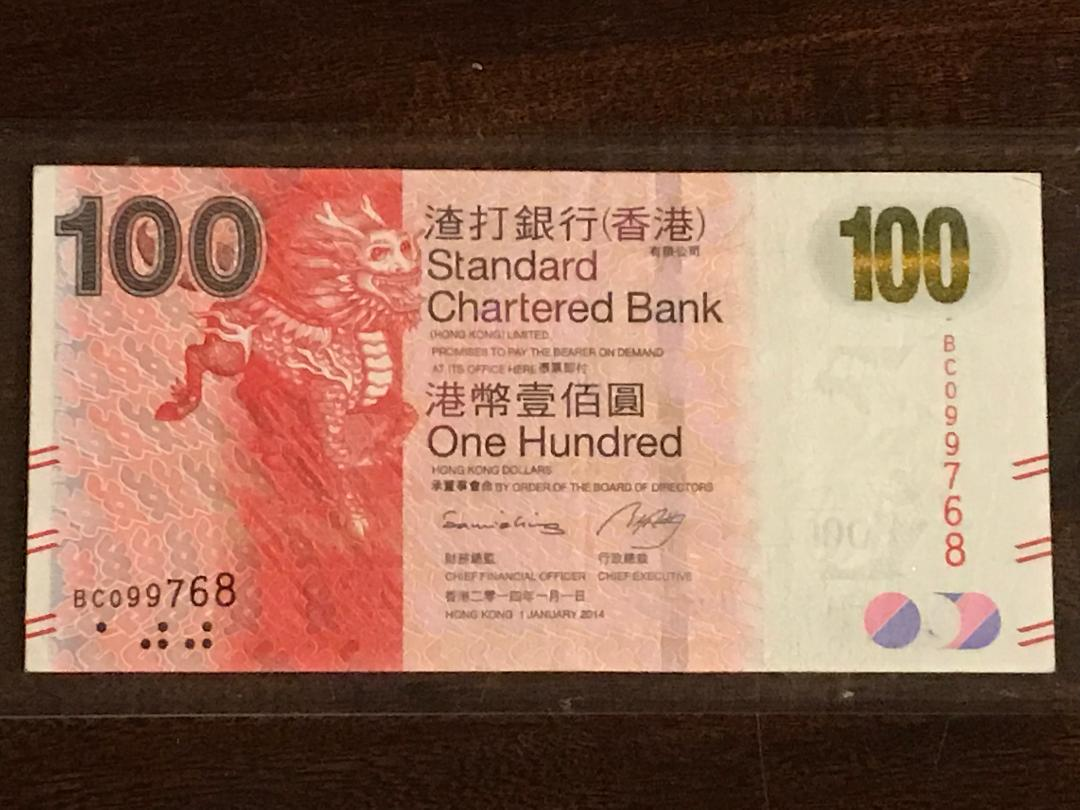 100
渣打銀行(香港)
有限公司
Standard
Chartered Bank
(HONG KONG) LIMITED
PROMISES TO PAY THE BEARER ON DEMAND
AT ITS OFFICE HERE 憑票即付
港幣壹佰圓
One Hundred
HONG KONG DOLLARS
承董事會命 BY ORDER OF THE BOARD OF DIRECTORS
財務總監 行政總裁
CHIEF FINANCIAL OFFICER CHIEF EXECUTIVE
香港二零一四年一月一日
HONG KONG 1 JANUARY 2014
BC099768
100
BC099768